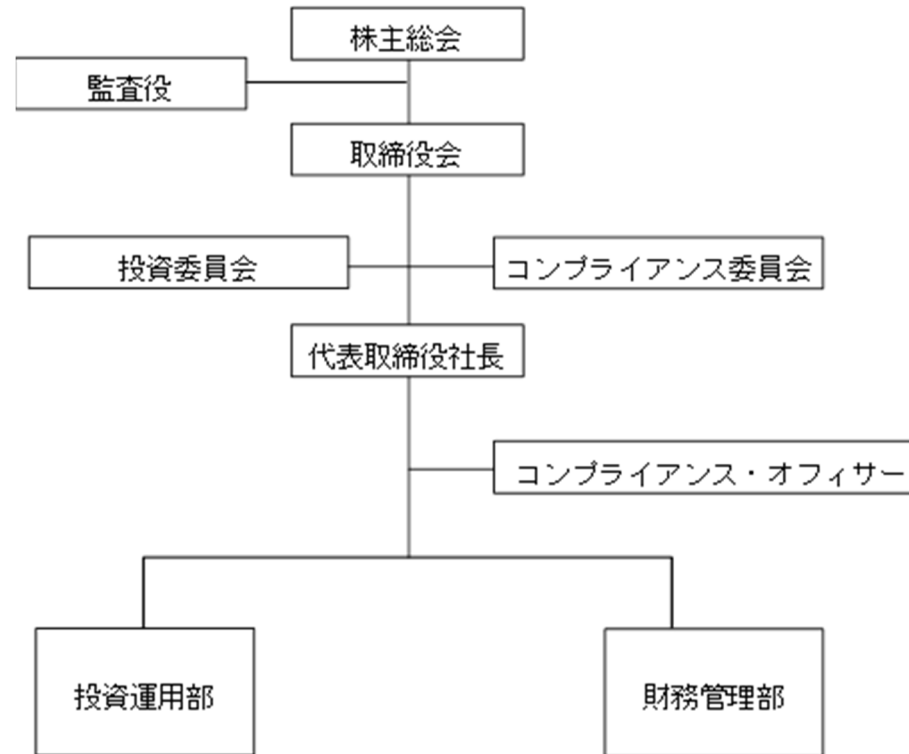 株主総会
監査役
取締役会
投資委員会
コンプライアンス委員会
代表取締役社長
コンプライアンス・オフィサー
投資運用部
財務管理部